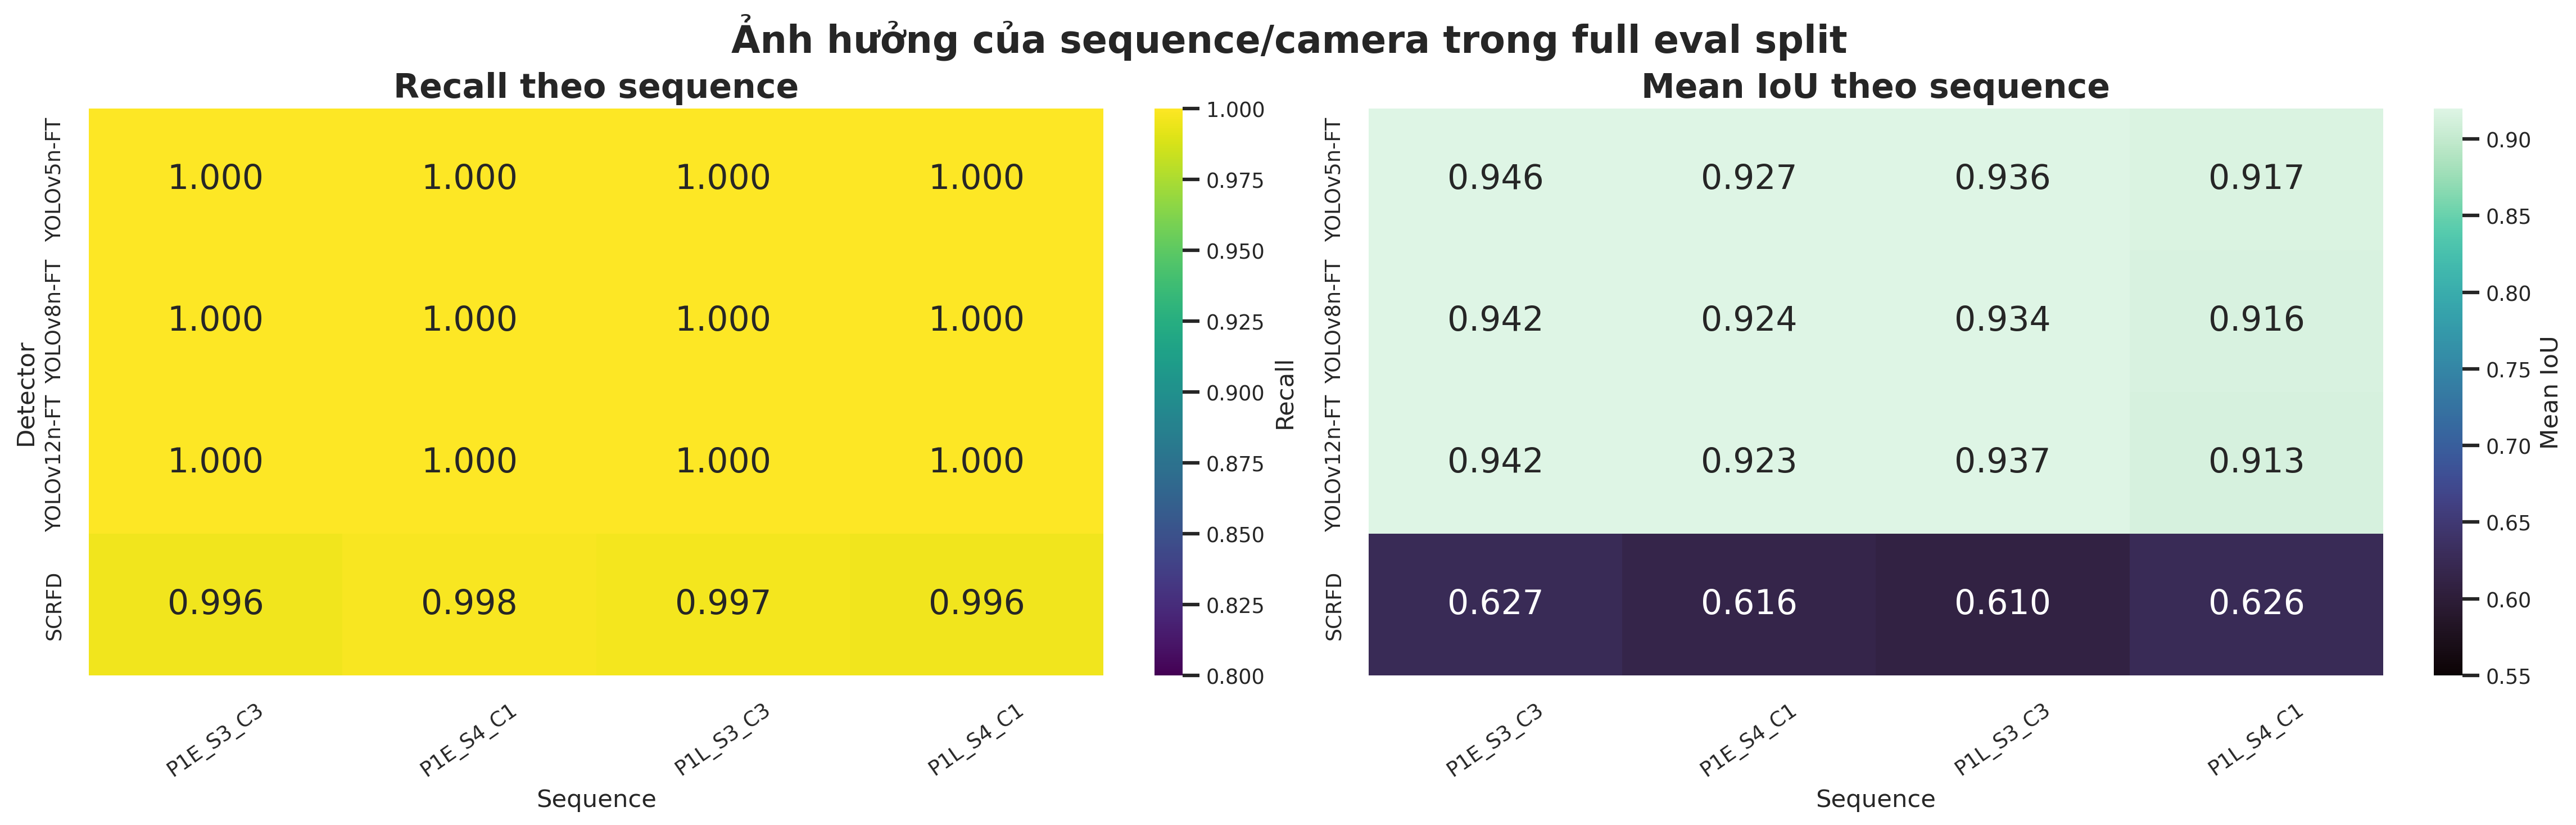 Ảnh hưởng của sequence/camera trong full eval split
Recall theo sequence
Detector
YOLOv5n-FT
YOLOv8n-FT
YOLOv12n-FT
SCRFD
1.000 1.000 1.000 1.000
1.000 1.000 1.000 1.000
1.000 1.000 1.000 1.000
0.996 0.998 0.997 0.996
P1E_S3_C3
P1E_S4_C1
P1L_S3_C3
P1L_S4_C1
Sequence
1.000
0.975
0.950
0.925
0.900
0.875
0.850
0.825
0.800
Recall
Mean IoU theo sequence
YOLOv5n-FT
YOLOv8n-FT
YOLOv12n-FT
SCRFD
0.946 0.927 0.936 0.917
0.942 0.924 0.934 0.916
0.942 0.923 0.937 0.913
0.627 0.616 0.610 0.626
P1E_S3_C3
P1E_S4_C1
P1L_S3_C3
P1L_S4_C1
Sequence
0.90
0.85
0.80
0.75
0.70
0.65
0.60
0.55
Mean IoU